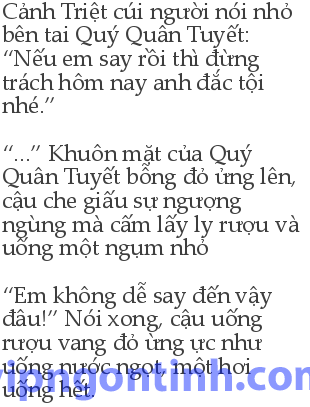 Cảnh Triệt cúi người nói nhỏ
bên tai Quý Quân Tuyết:
“Nếu em say rồi thì đừng
trách hôm nay anh đắc tội
nhé.”
“...” Khuôn mặt của Quý
Quân Tuyết bỗng đỏ ửng lên,
cậu che giấu sự ngượng
ngùng mà cấm lấy ly rượu và
uống một ngụm nhỏ
“Em không dễ say đến vậy
đâu!” Nói xong, cậu uống
rượu vang đỏ ừng ực như
uống nước ngọt, một hơi
uống hết.
vipngontinh.com